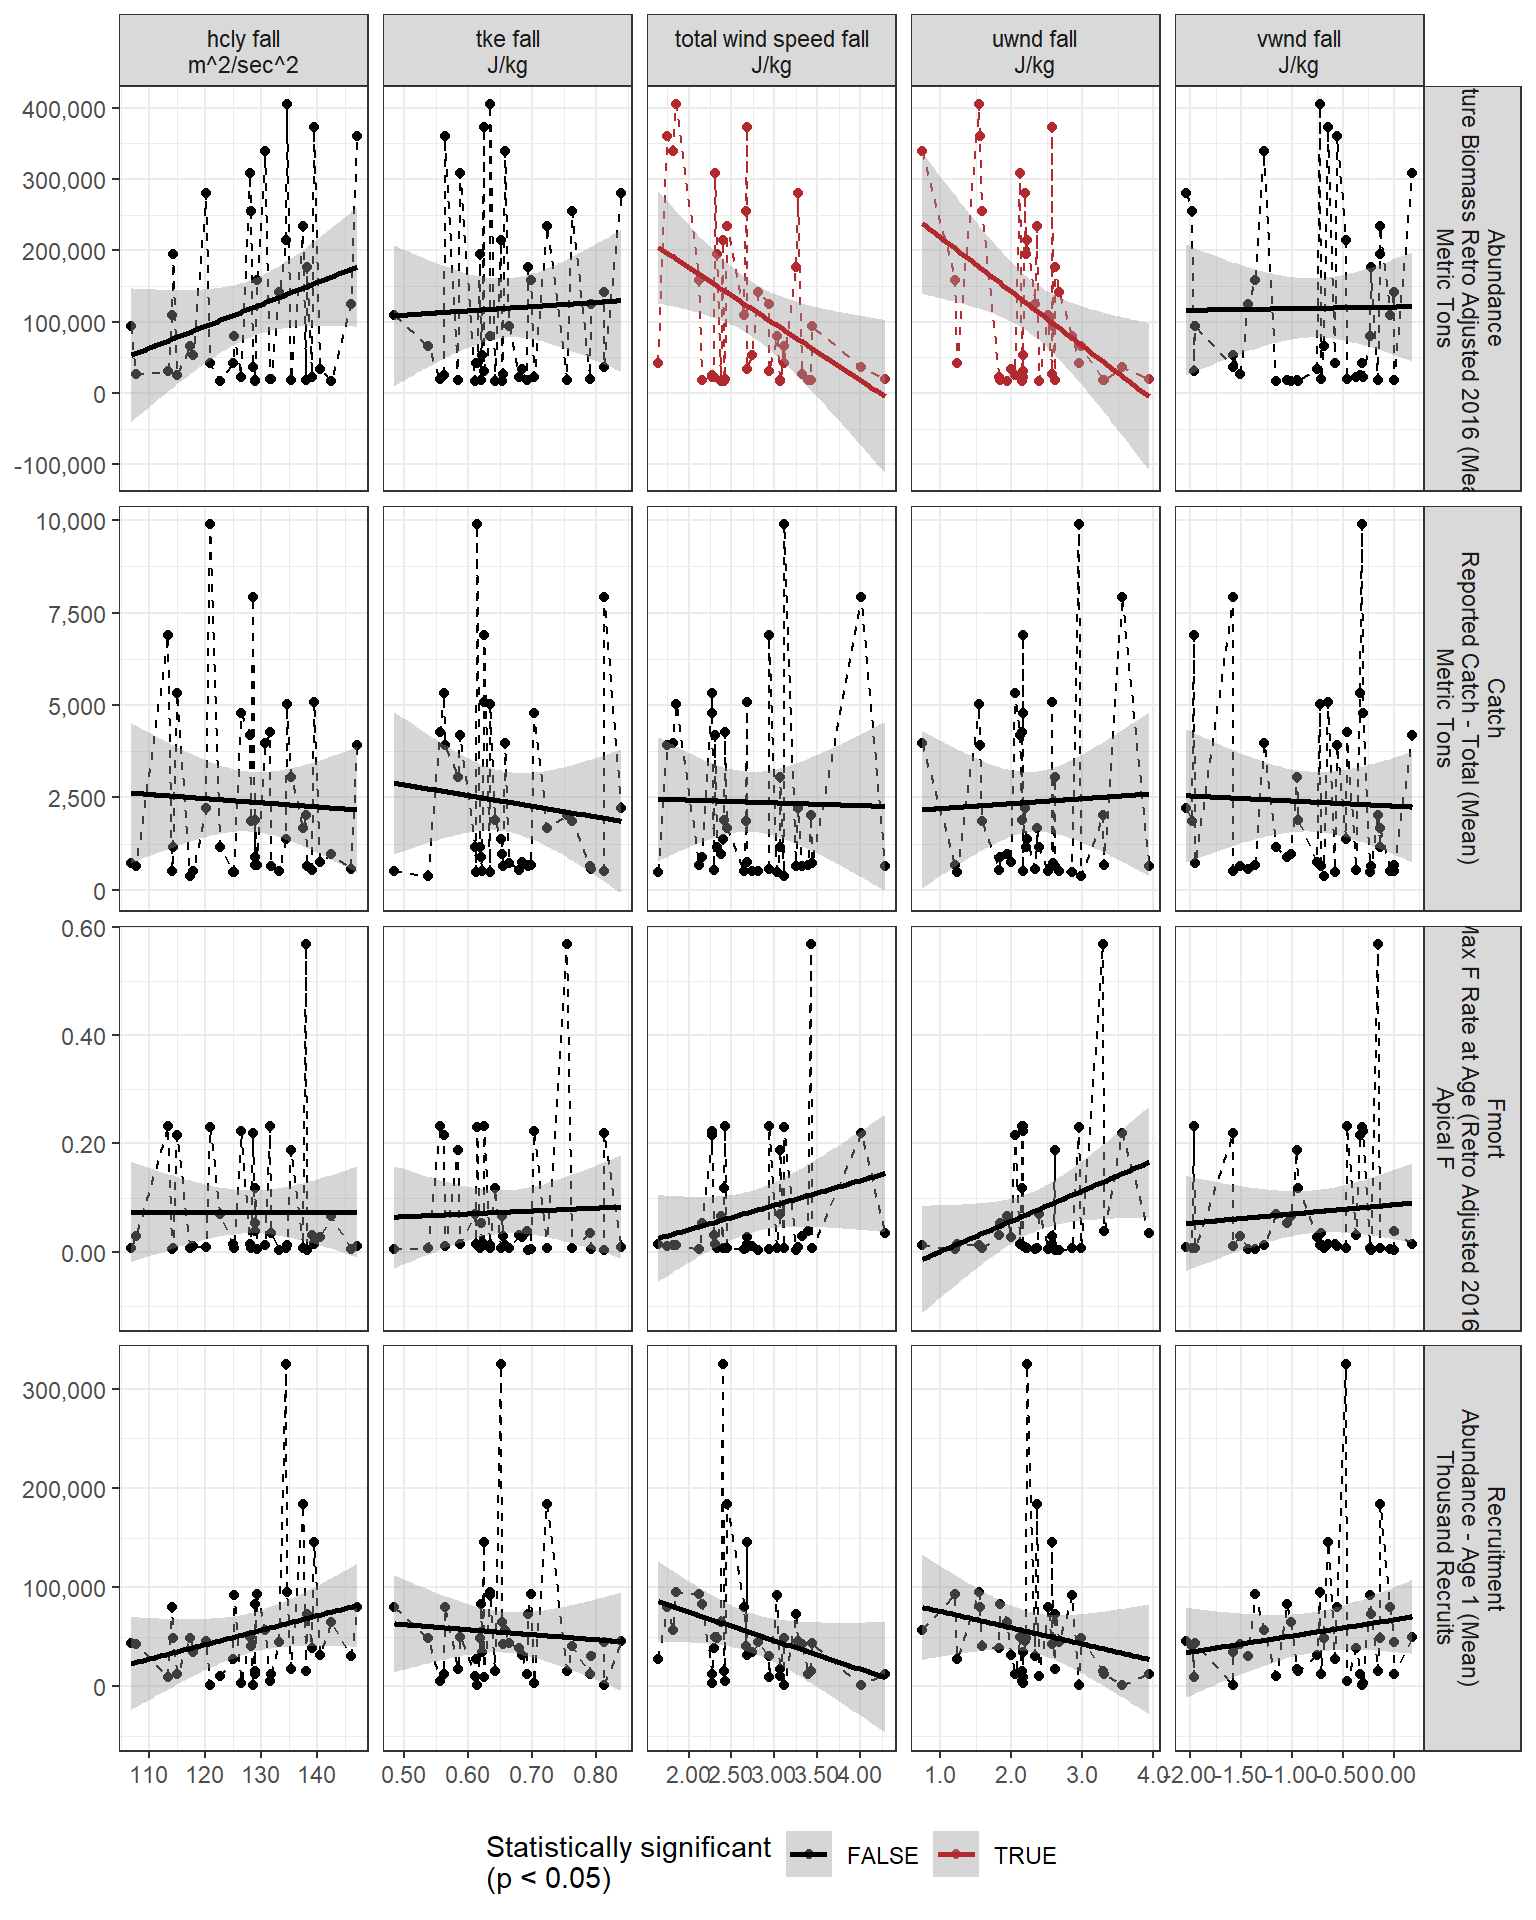 hcly fall
m^2/sec^2
tke fall
J/kg
total wind speed fall
J/kg
uwnd fall
J/kg
vwnd fall
J/kg
400,000
300,000
200,000
100,000
0
-100,000
Abundance
Biomass Retro Adjusted 2016
Metric Tons
10,000
7,500
5,000
2,500
0
Catch
Reported Catch - Total (Mean)
Metric Tons
0.60
0.40
0.20
0.00
Fmort
Max F Rate at Age (Retro Adjusted 2016
Apical F
300,000
200,000
100,000
0
Recruitment
Abundance - Age 1 (Mean)
Thousand Recruits
110 120 130 140
0.50 0.60 0.70 0.80
2.00 2.50 3.00 3.50 4.00
1.0 2.0 3.0 4.0
-2.00 -1.50 -1.00 -0.50 0.00
Statistically significant
(p < 0.05)
FALSE
TRUE